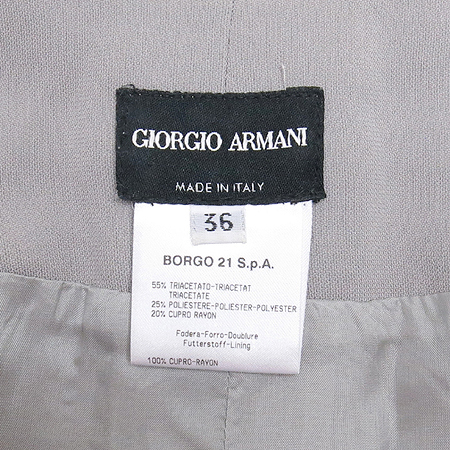 GIORGIO ARMANI
MADE IN ITALY
36
BORGO 21 S.p.A.
55% TRIACETATO-TRIACETAT
TRIACETATE
25% POLIESTERE-POLIESTER-POLYESTER
20% CUPRO RAYON
Fodera-Forro-Doublure
Futterstoff-Lining
100% CUPRO-RAYON